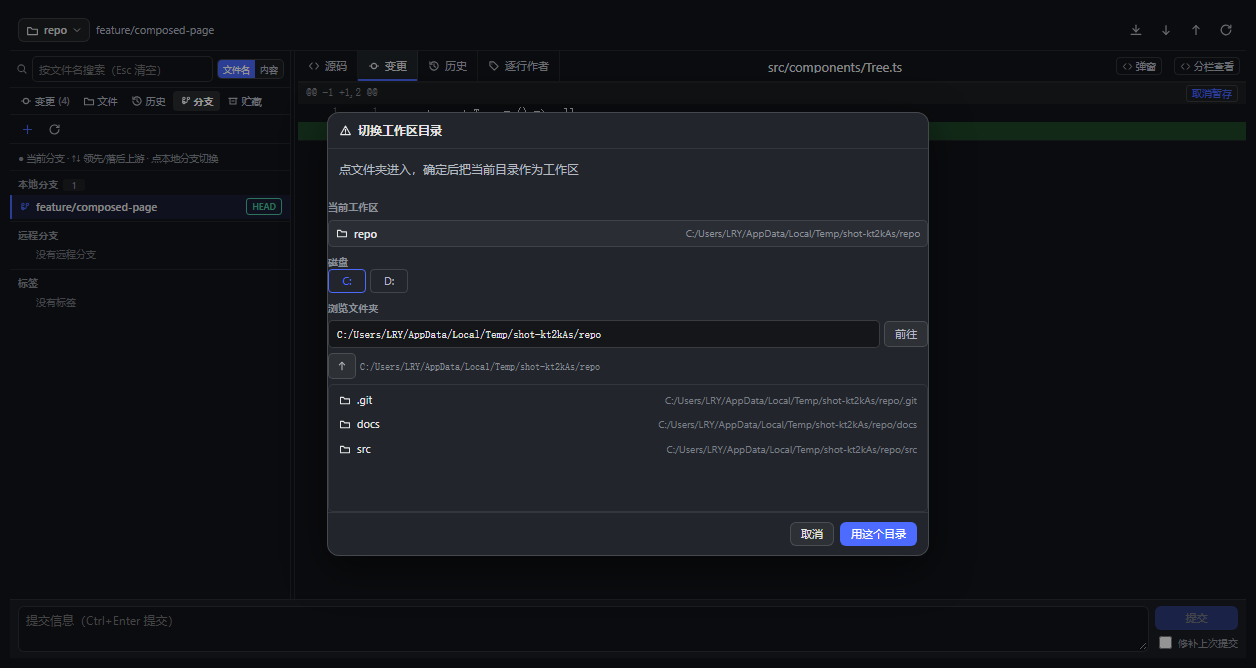 repo feature/composed-page
按文件名搜索（Esc 清空） 文件名 内容
变更 (4) 文件 历史 分支 贮藏
● 当前分支 · ↑↓ 领先/落后上游 · 点本地分支切换
本地分支 1
feature/composed-page HEAD
远程分支
没有远程分支
标签
没有标签
源码 变更 历史 逐行作者 src/components/Tree.ts 弹窗 分栏查看
@@ -1 +1,2 @@ 取消暂存
切换工作区目录
点文件夹进入，确定后把当前目录作为工作区
当前工作区
repo C:/Users/LRY/AppData/Local/Temp/shot-kt2kAs/repo
磁盘
C: D:
浏览文件夹
C:/Users/LRY/AppData/Local/Temp/shot-kt2kAs/repo 前往
↑ C:/Users/LRY/AppData/Local/Temp/shot-kt2kAs/repo
.git C:/Users/LRY/AppData/Local/Temp/shot-kt2kAs/repo/.git
docs C:/Users/LRY/AppData/Local/Temp/shot-kt2kAs/repo/docs
src C:/Users/LRY/AppData/Local/Temp/shot-kt2kAs/repo/src
取消 用这个目录
提交信息（Ctrl+Enter 提交） 提交
修补上次提交